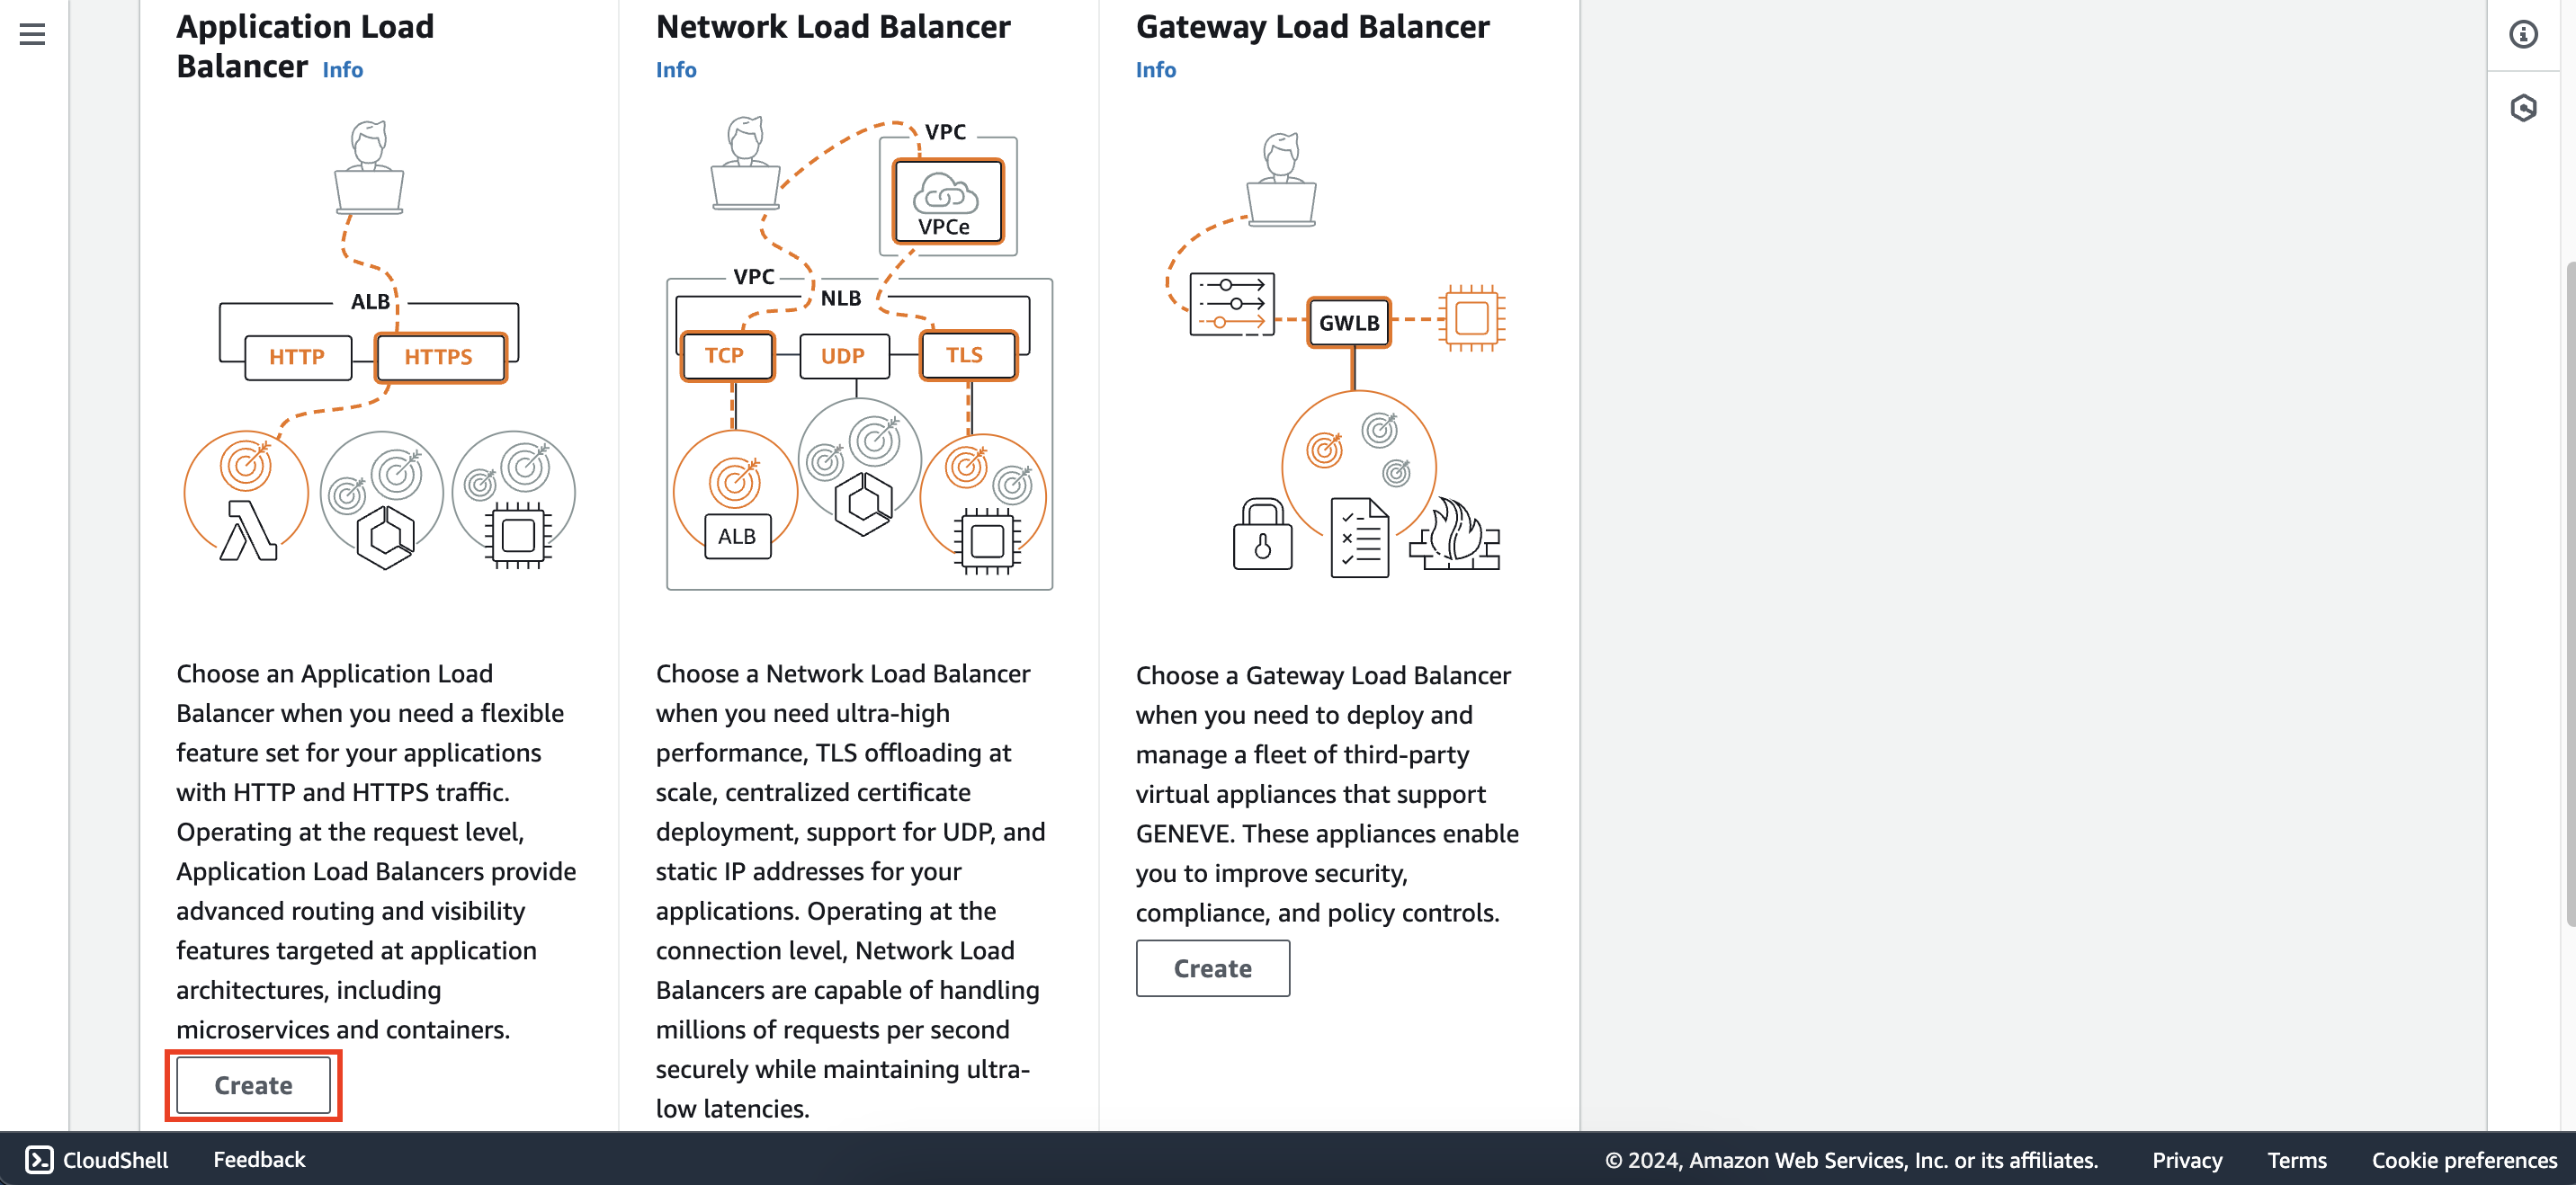 Application Load
Balancer Info
ALB
HTTP
HTTPS
Choose an Application Load
Balancer when you need a flexible
feature set for your applications
with HTTP and HTTPS traffic.
Operating at the request level,
Application Load Balancers provide
advanced routing and visibility
features targeted at application
architectures, including
microservices and containers.
Create
Network Load Balancer
Info
VPC
VPCe
VPC
NLB
TCP
UDP
TLS
ALB
Choose a Network Load Balancer
when you need ultra-high
performance, TLS offloading at
scale, centralized certificate
deployment, support for UDP, and
static IP addresses for your
applications. Operating at the
connection level, Network Load
Balancers are capable of handling
millions of requests per second
securely while maintaining ultra-
low latencies.
Gateway Load Balancer
Info
GWLB
Choose a Gateway Load Balancer
when you need to deploy and
manage a fleet of third-party
virtual appliances that support
GENEVE. These appliances enable
you to improve security,
compliance, and policy controls.
Create
CloudShell Feedback © 2024, Amazon Web Services, Inc. or its affiliates. Privacy Terms Cookie preferences